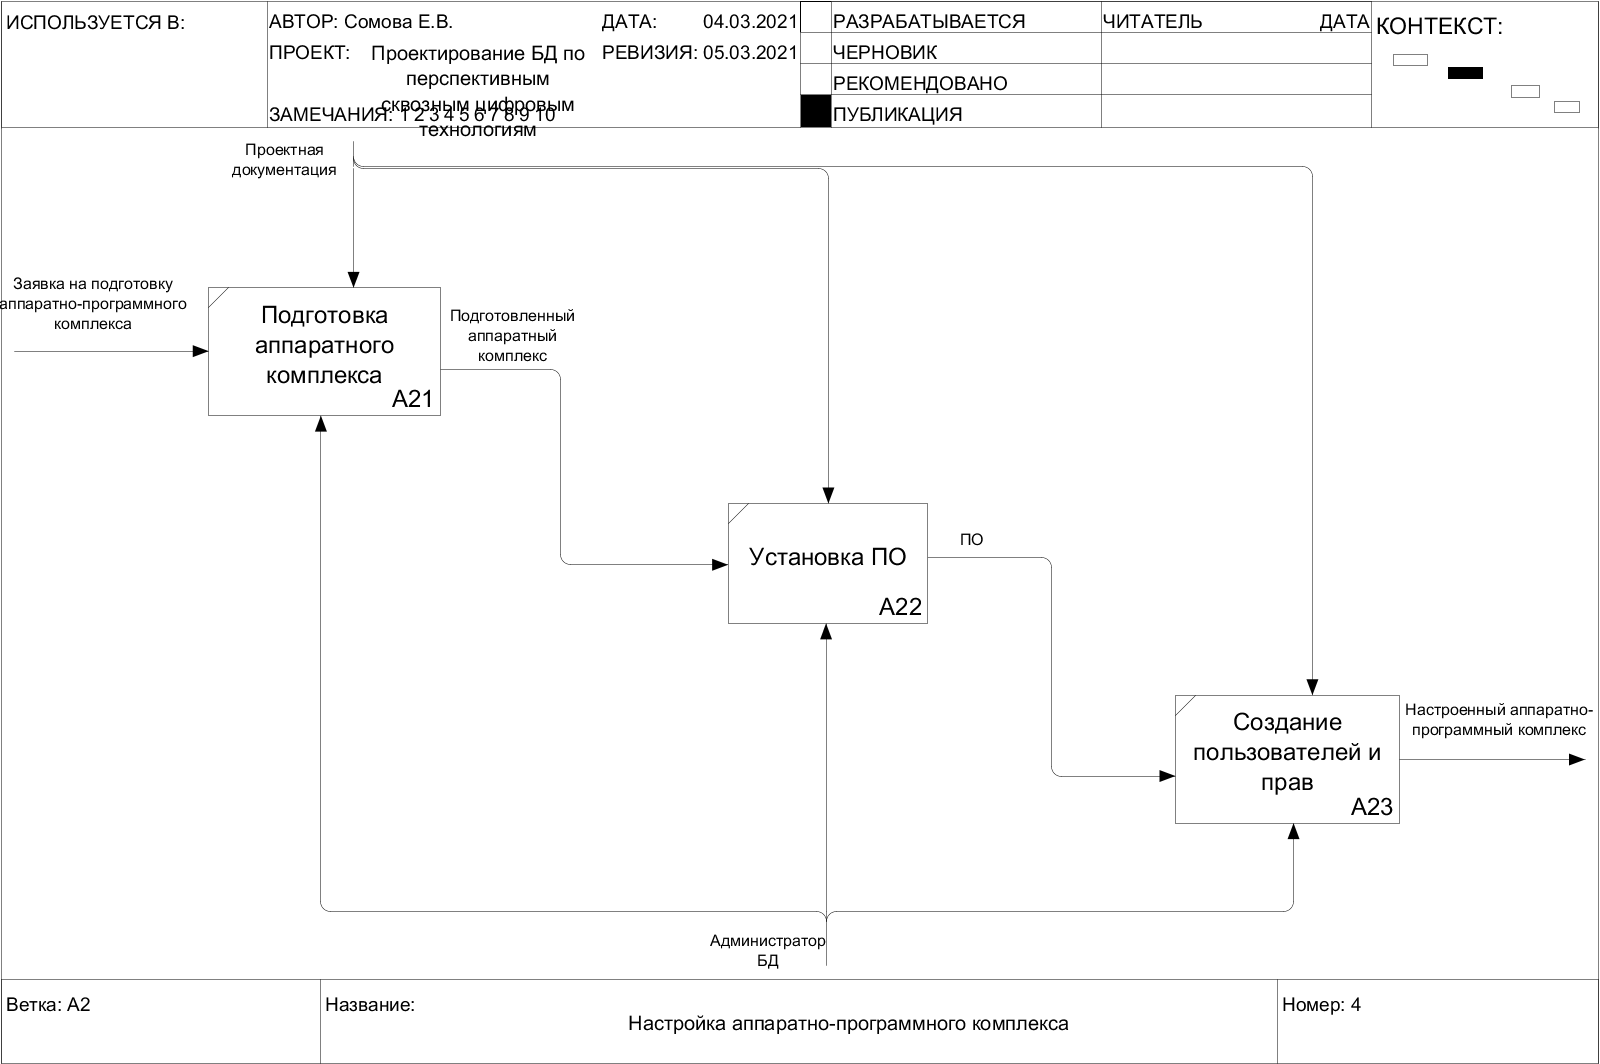 ИСПОЛЬЗУЕТСЯ В:
АВТОР: Сомова Е.В.
ДАТА: 04.03.2021
ПРОЕКТ: Проектирование БД по
перспективным
сквозным цифровым
технологиям
РЕВИЗИЯ: 05.03.2021
ЗАМЕЧАНИЯ: 1 2 3 4 5 6 7 8 9 10
РАЗРАБАТЫВАЕТСЯ
ЧЕРНОВИК
РЕКОМЕНДОВАНО
ПУБЛИКАЦИЯ
ЧИТАТЕЛЬ
ДАТА
КОНТЕКСТ:
Проектная
документация
Заявка на подготовку
аппаратно-программного
комплекса
Подготовка
аппаратного
комплекса
A21
Подготовленный
аппаратный
комплекс
Установка ПО
A22
ПО
Создание
пользователей и
прав
A23
Настроенный аппаратно-
программный комплекс
Администратор
БД
Ветка: A2
Название:
Настройка аппаратно-программного комплекса
Номер: 4